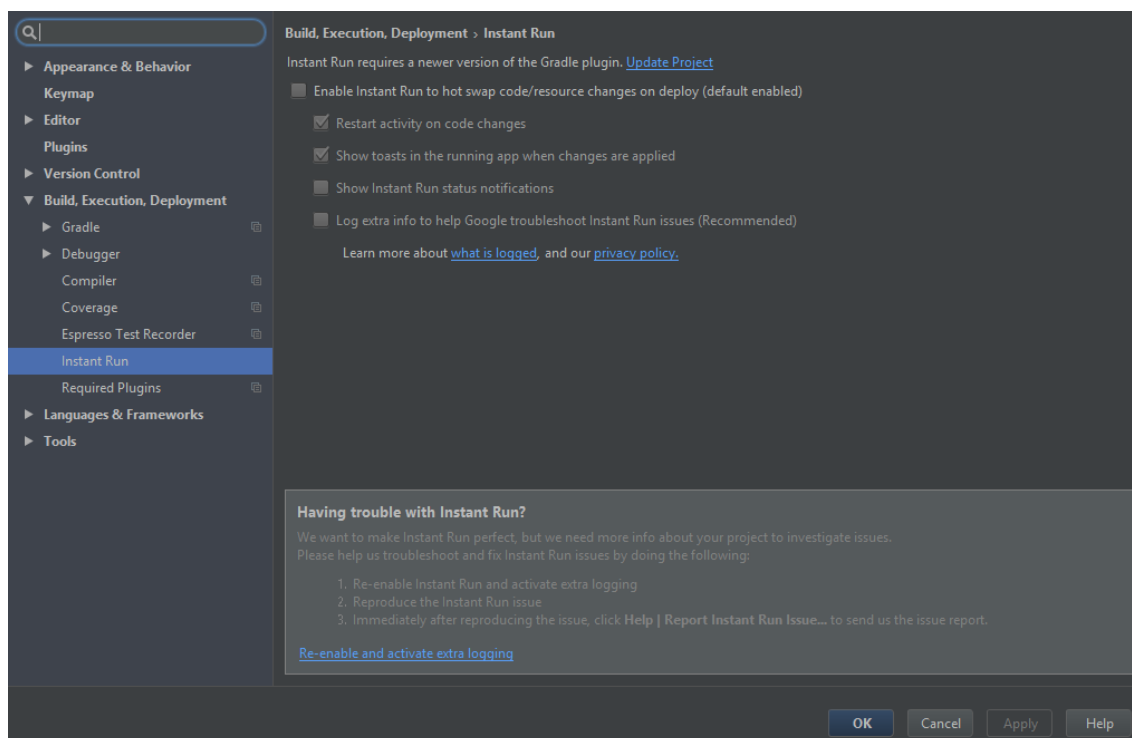 Appearance & Behavior
Keymap
Editor
Plugins
Version Control
Build, Execution, Deployment
Gradle
Debugger
Compiler
Coverage
Espresso Test Recorder
Instant Run
Required Plugins
Languages & Frameworks
Tools
Build, Execution, Deployment › Instant Run
Instant Run requires a newer version of the Gradle plugin. Update Project
Enable Instant Run to hot swap code/resource changes on deploy (default enabled)
Restart activity on code changes
Show toasts in the running app when changes are applied
Show Instant Run status notifications
Log extra info to help Google troubleshoot Instant Run issues (Recommended)
Learn more about what is logged, and our privacy policy.
Having trouble with Instant Run?
We want to make Instant Run perfect, but we need more info about your project to investigate issues.
Please help us troubleshoot and fix Instant Run issues by doing the following:
1. Re-enable Instant Run and activate extra logging
2. Reproduce the Instant Run issue
3. Immediately after reproducing the issue, click Help | Report Instant Run Issue... to send us the issue report.
Re-enable and activate extra logging
OK Cancel Apply Help